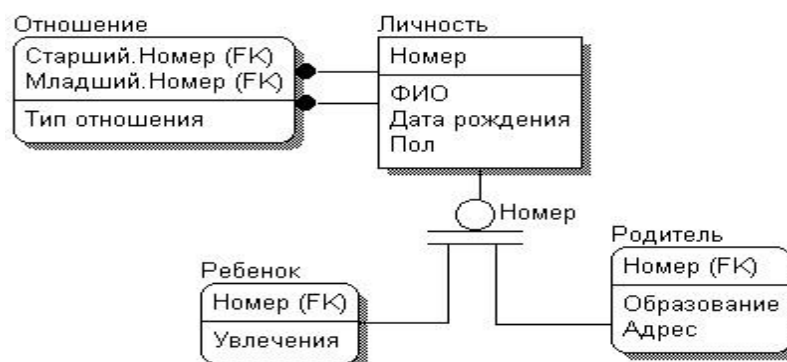 Отношение
Старший.Номер (FK)
Младший.Номер (FK)
Тип отношения
Личность
Номер
ФИО
Дата рождения
Пол
Номер
Ребенок
Номер (FK)
Увлечения
Родитель
Номер (FK)
Образование
Адрес